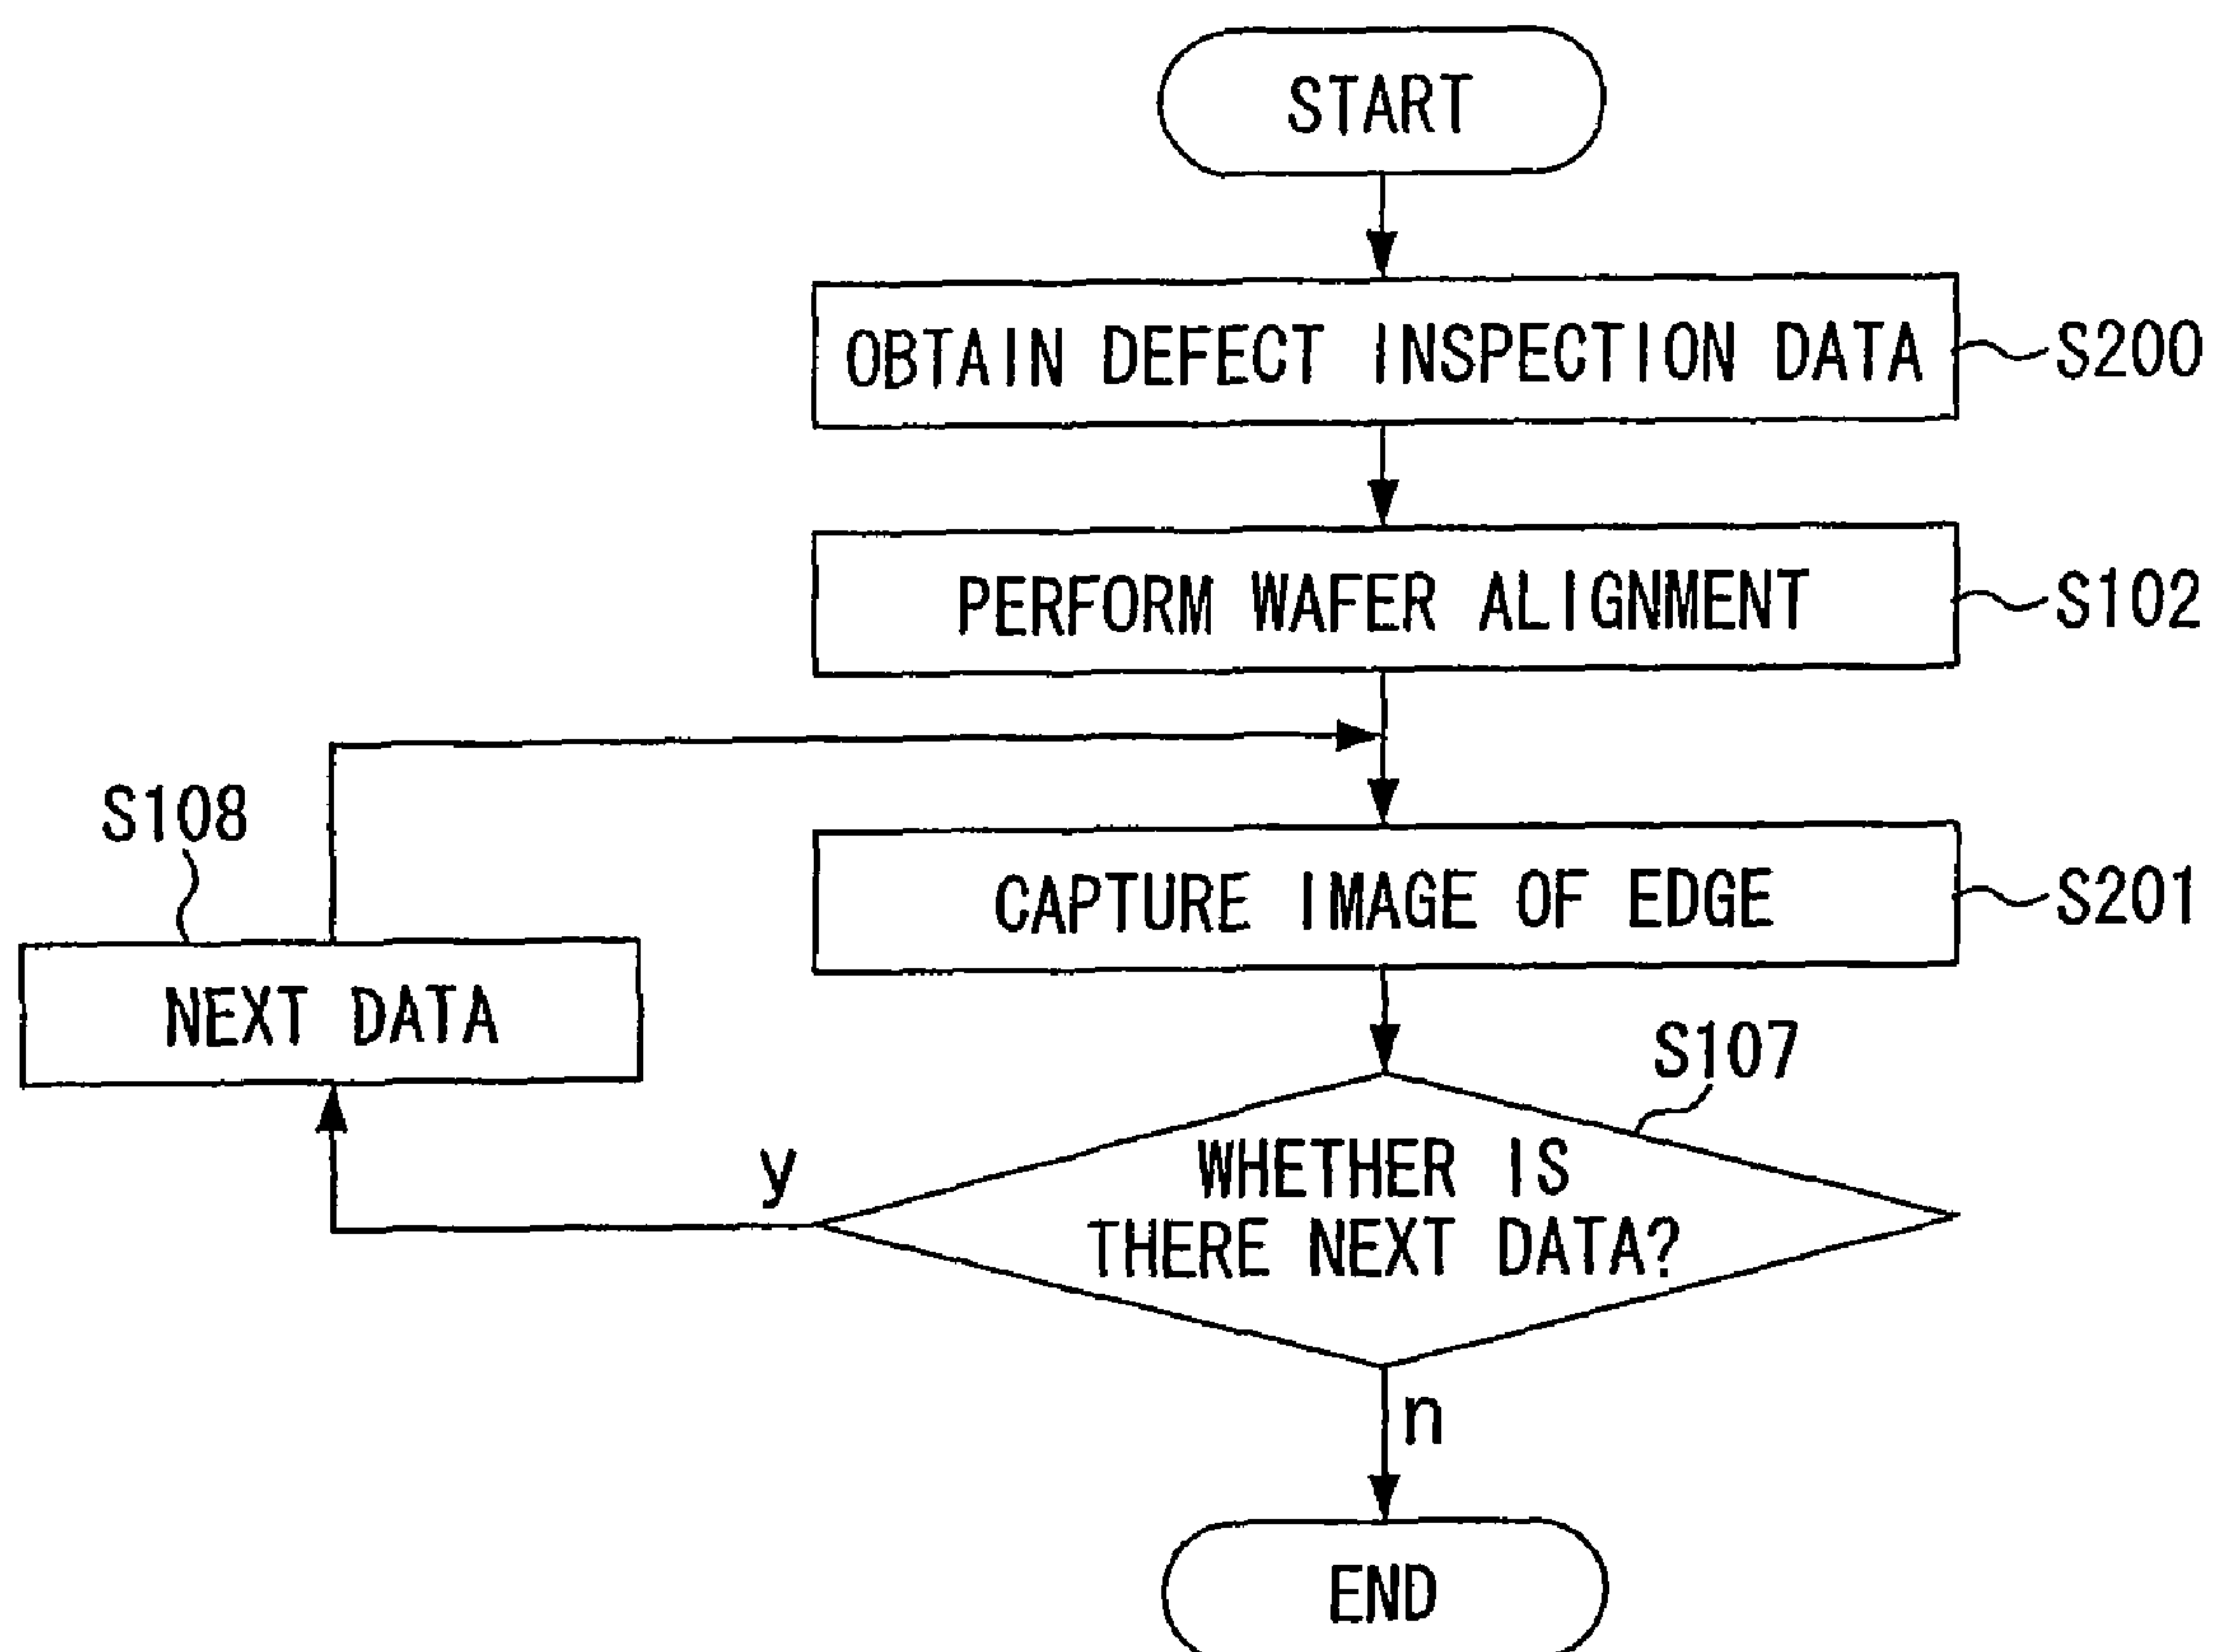 START
OBTAIN DEFECT INSPECTION DATA
S200
PERFORM WAFER ALIGNMENT
S102
S108
CAPTURE IMAGE OF EDGE
S201
NEXT DATA
S107
y
WHETHER IS
THERE NEXT DATA?
n
END